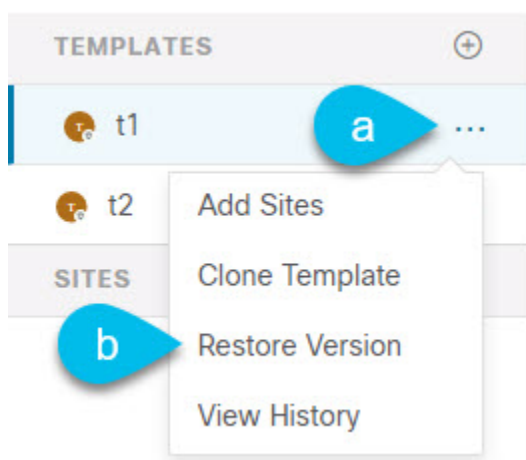 TEMPLATES
t1
a
...
t2
Add Sites
Clone Template
SITES
b
Restore Version
View History